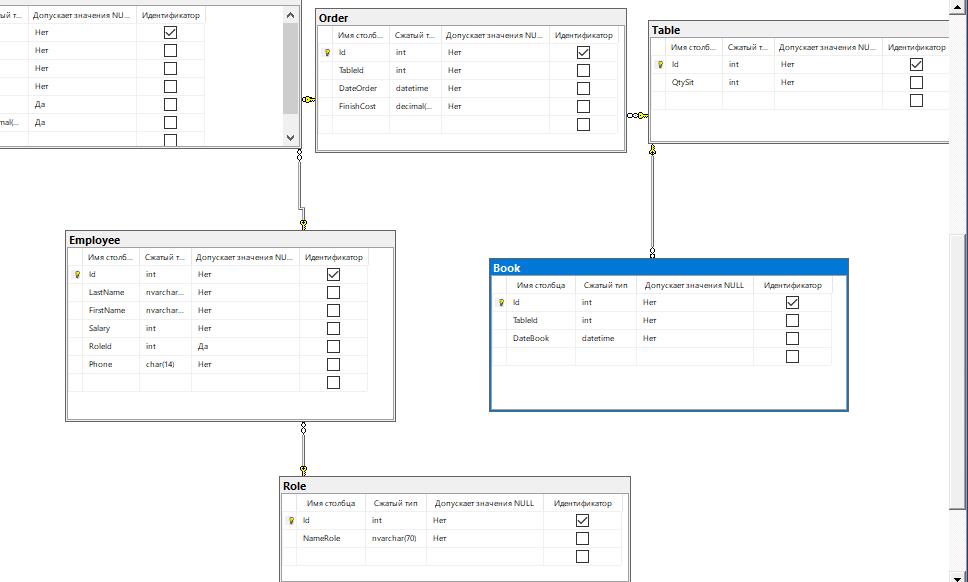 ый т... Допускает значения NU... Идентификатор
Нет
Нет
Нет
Нет
Да
mal(... Да
Order
Имя столб... Сжатый т... Допускает значения NU... Идентификатор
Id int Нет
TableId int Нет
DateOrder datetime Нет
FinishCost decimal(... Нет
Table
Имя столб... Сжатый т... Допускает значения NU... Идентификатор
Id int Нет
QtySit int Нет
Employee
Имя столб... Сжатый т... Допускает значения NU... Идентификатор
Id int Нет
LastName nvarchar... Нет
FirstName nvarchar... Нет
Salary int Нет
RoleId int Да
Phone char(14) Нет
Book
Имя столбца Сжатый тип Допускает значения NULL Идентификатор
Id int Нет
TableId int Нет
DateBook datetime Нет
Role
Имя столбца Сжатый тип Допускает значения NULL Идентификатор
Id int Нет
NameRole nvarchar(70) Нет